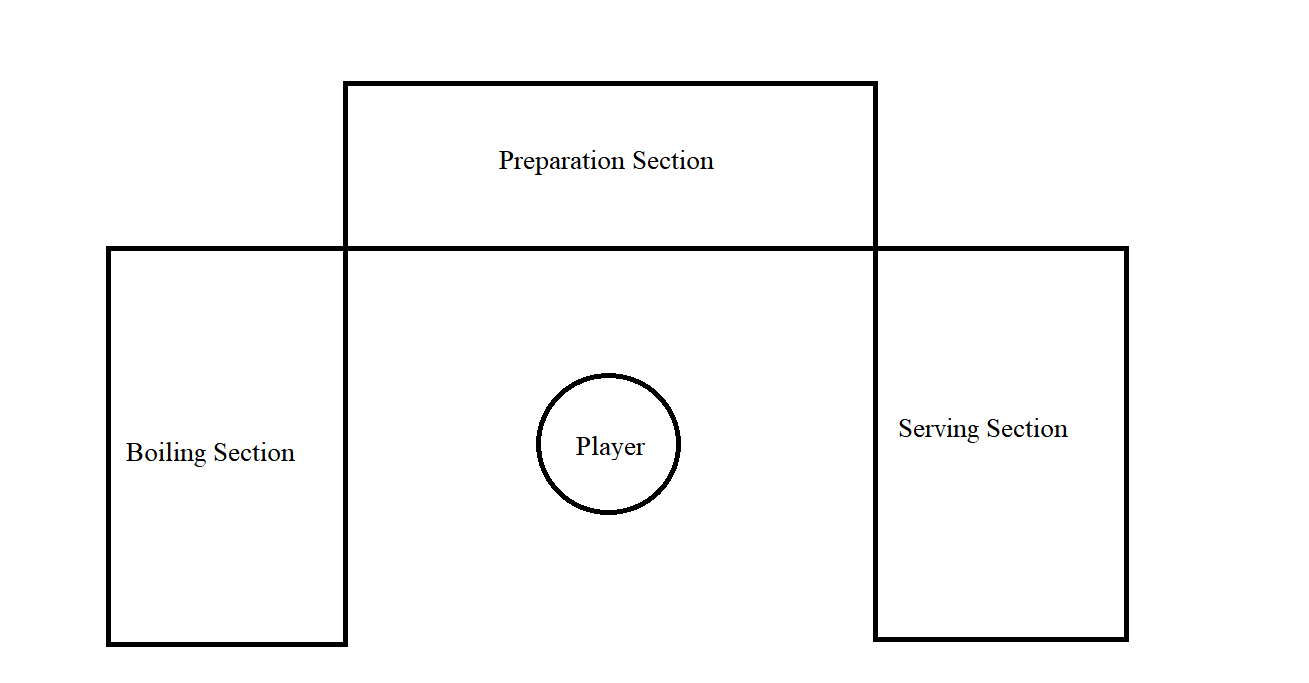 Preparation Section
Boiling Section
Player
Serving Section